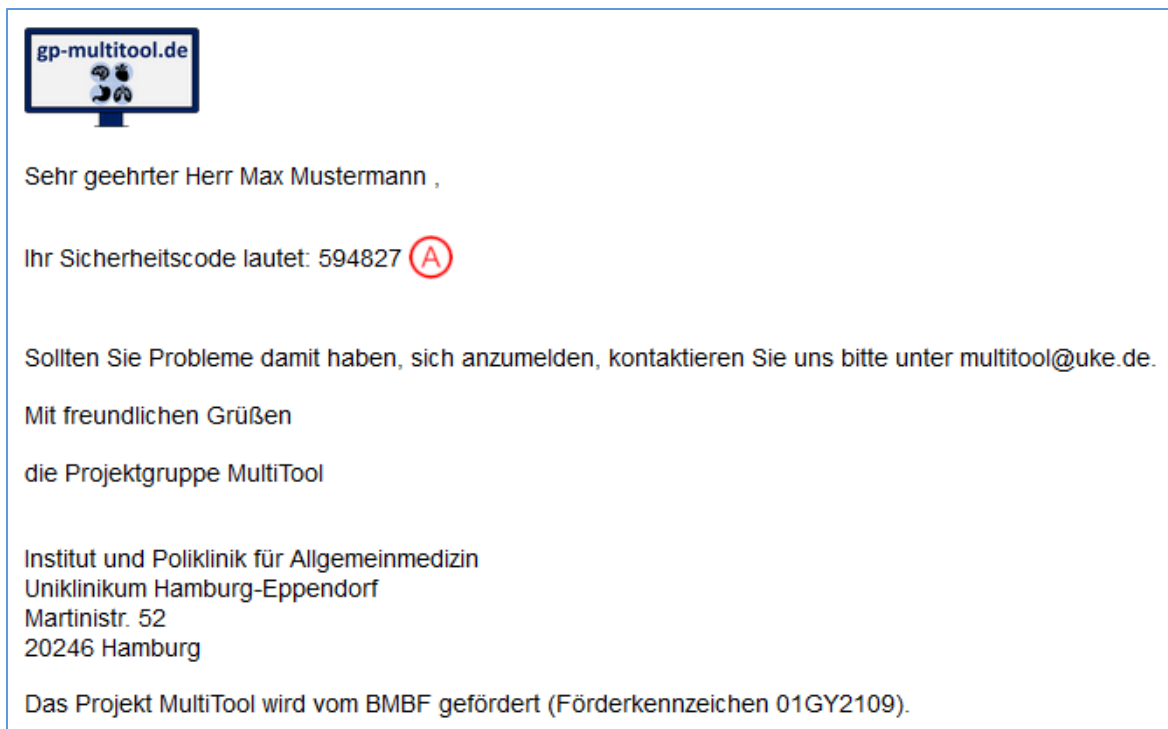 gp-multitool.de
Sehr geehrter Herr Max Mustermann ,
Ihr Sicherheitscode lautet: 594827 A
Sollten Sie Probleme damit haben, sich anzumelden, kontaktieren Sie uns bitte unter multitool@uke.de.
Mit freundlichen Grüßen
die Projektgruppe MultiTool
Institut und Poliklinik für Allgemeinmedizin
Uniklinikum Hamburg-Eppendorf
Martinistr. 52
20246 Hamburg
Das Projekt MultiTool wird vom BMBF gefördert (Förderkennzeichen 01GY2109).